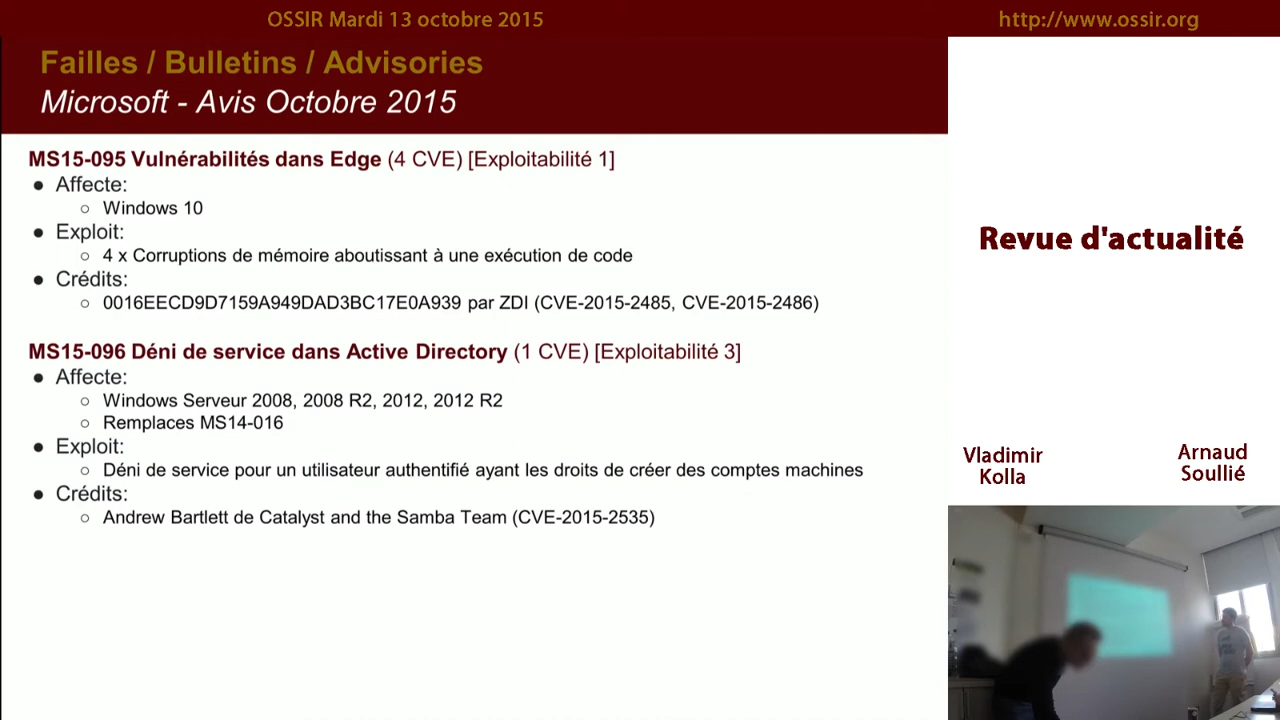 OSSIR Mardi 13 octobre 2015
http://www.ossir.org
Failles / Bulletins / Advisories
Microsoft - Avis Octobre 2015
MS15-095 Vulnérabilités dans Edge (4 CVE) [Exploitabilité 1]
● Affecte:
○ Windows 10
● Exploit:
○ 4 x Corruptions de mémoire aboutissant à une exécution de code
● Crédits:
○ 0016EECD9D7159A949DAD3BC17E0A939 par ZDI (CVE-2015-2485, CVE-2015-2486)
MS15-096 Déni de service dans Active Directory (1 CVE) [Exploitabilité 3]
● Affecte:
○ Windows Serveur 2008, 2008 R2, 2012, 2012 R2
○ Remplaces MS14-016
● Exploit:
○ Déni de service pour un utilisateur authentifié ayant les droits de créer des comptes machines
● Crédits:
○ Andrew Bartlett de Catalyst and the Samba Team (CVE-2015-2535)
Revue d'actualité
Vladimir
Kolla
Arnaud
Soullié